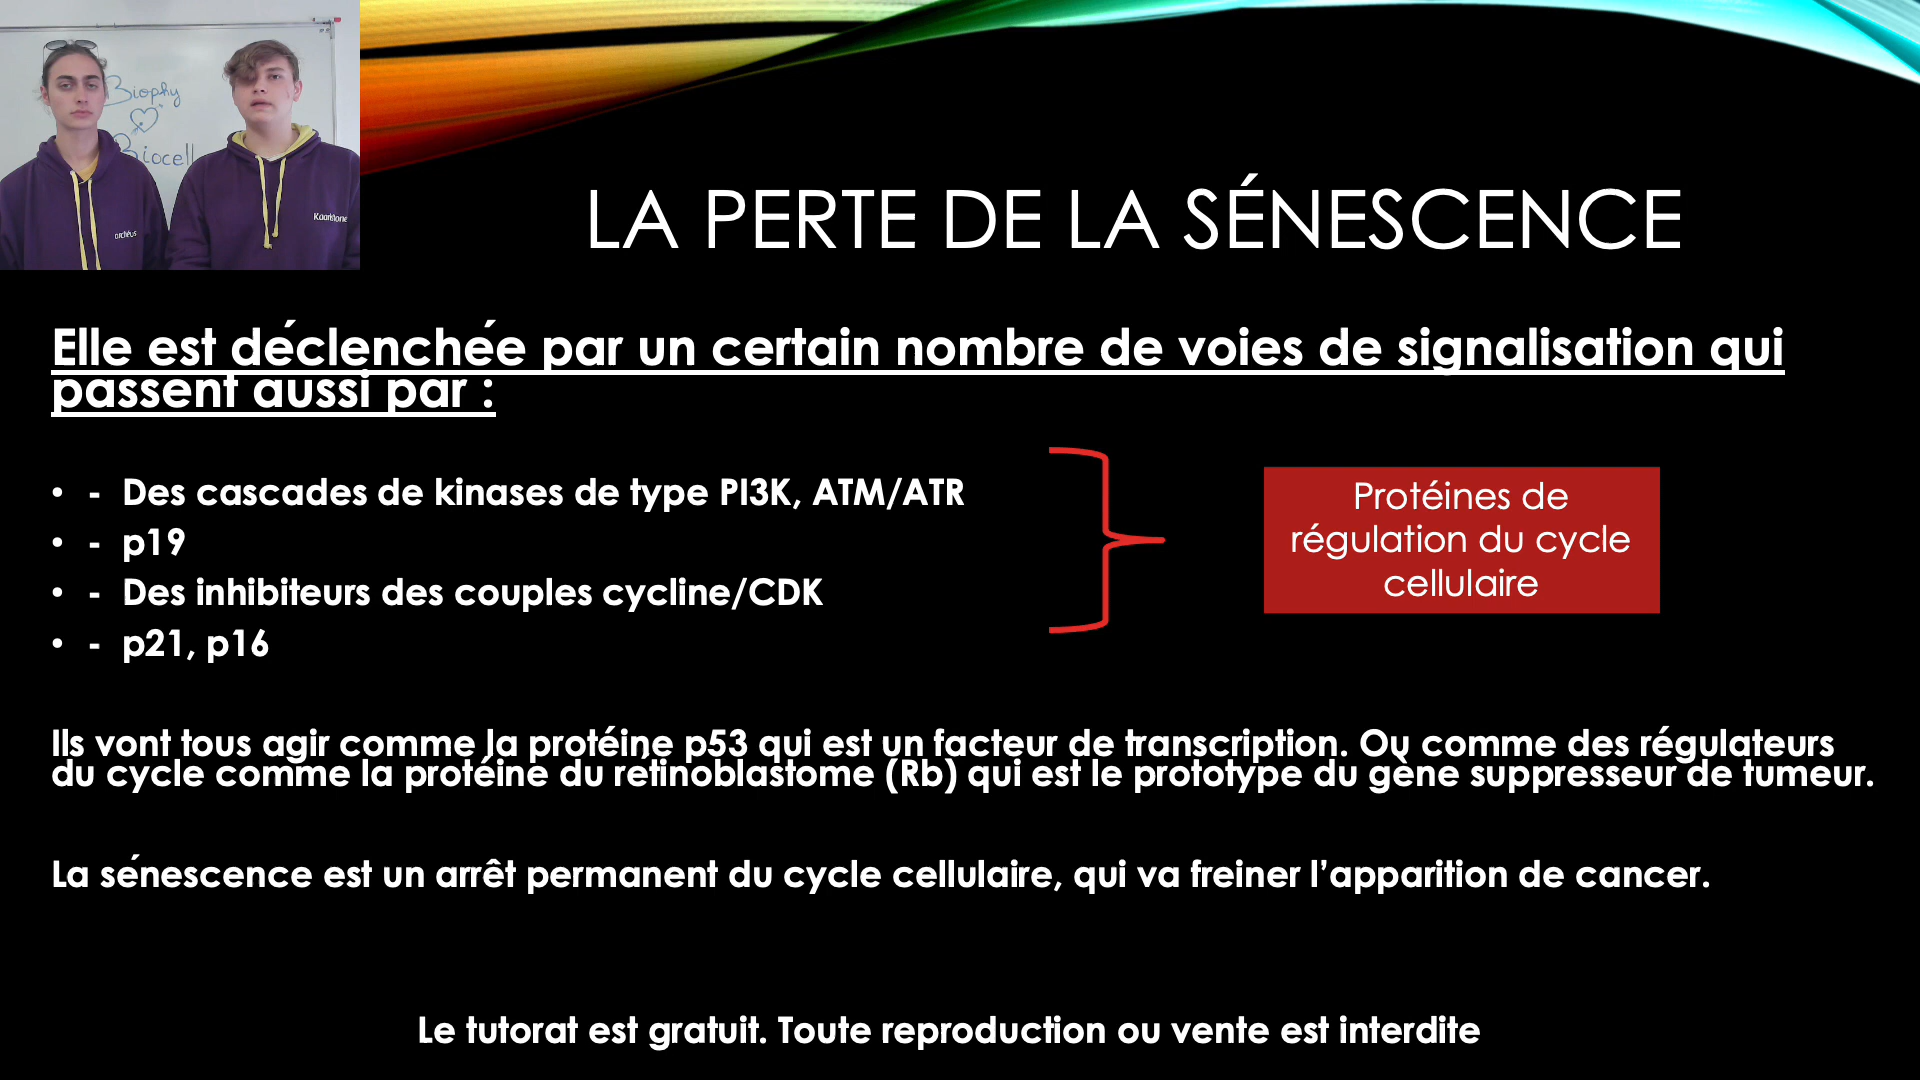 Biophy
Biocell
orchéus
Kaarbone
LA PERTE DE LA SÉNESCENCE
Elle est déclenchée par un certain nombre de voies de signalisation qui
passent aussi par :
• - Des cascades de kinases de type PI3K, ATM/ATR
• - p19
• - Des inhibiteurs des couples cycline/CDK
• - p21, p16
Protéines de
régulation du cycle
cellulaire
Ils vont tous agir comme la protéine p53 qui est un facteur de transcription. Ou comme des régulateurs
du cycle comme la protéine du rétinoblastome (Rb) qui est le prototype du gène suppresseur de tumeur.
La sénescence est un arrêt permanent du cycle cellulaire, qui va freiner l’apparition de cancer.
Le tutorat est gratuit. Toute reproduction ou vente est interdite